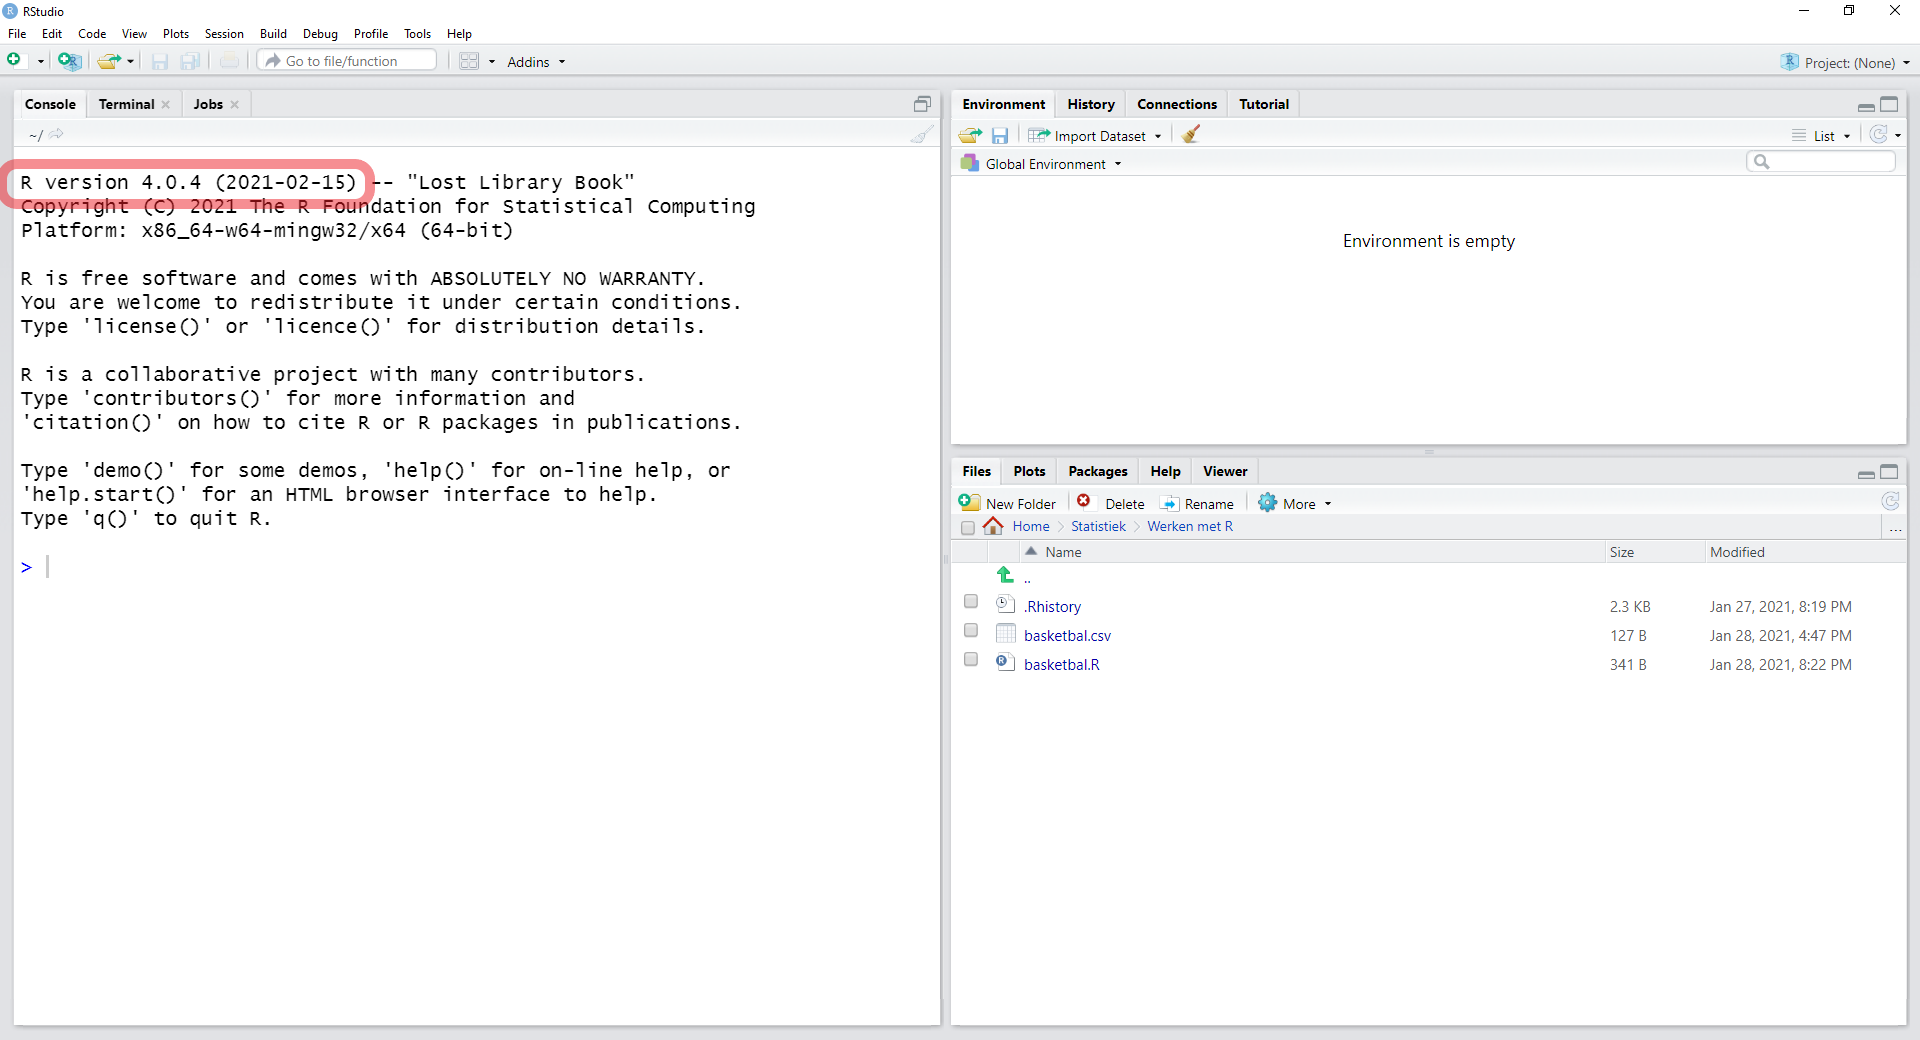 RStudio
File Edit Code View Plots Session Build Debug Profile Tools Help
Go to file/function Addins Project: (None)
Console Terminal Jobs
~/
R version 4.0.4 (2021-02-15) -- "Lost Library Book"
Copyright (C) 2021 The R Foundation for Statistical Computing
Platform: x86_64-w64-mingw32/x64 (64-bit)
R is free software and comes with ABSOLUTELY NO WARRANTY.
You are welcome to redistribute it under certain conditions.
Type 'license()' or 'licence()' for distribution details.
R is a collaborative project with many contributors.
Type 'contributors()' for more information and
'citation()' on how to cite R or R packages in publications.
Type 'demo()' for some demos, 'help()' for on-line help, or
'help.start()' for an HTML browser interface to help.
Type 'q()' to quit R.
>
Environment History Connections Tutorial
Import Dataset List
Global Environment
Environment is empty
Files Plots Packages Help Viewer
New Folder Delete Rename More
Home Statistiek Werken met R ...
Name Size Modified
..
.Rhistory 2.3 KB Jan 27, 2021, 8:19 PM
basketbal.csv 127 B Jan 28, 2021, 4:47 PM
basketbal.R 341 B Jan 28, 2021, 8:22 PM